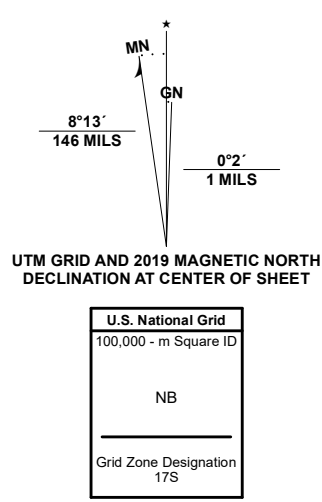 MN
GN
8°13´
146 MILS
0°2´
1 MILS
UTM GRID AND 2019 MAGNETIC NORTH
DECLINATION AT CENTER OF SHEET
U.S. National Grid
100,000 - m Square ID
NB
Grid Zone Designation
17S